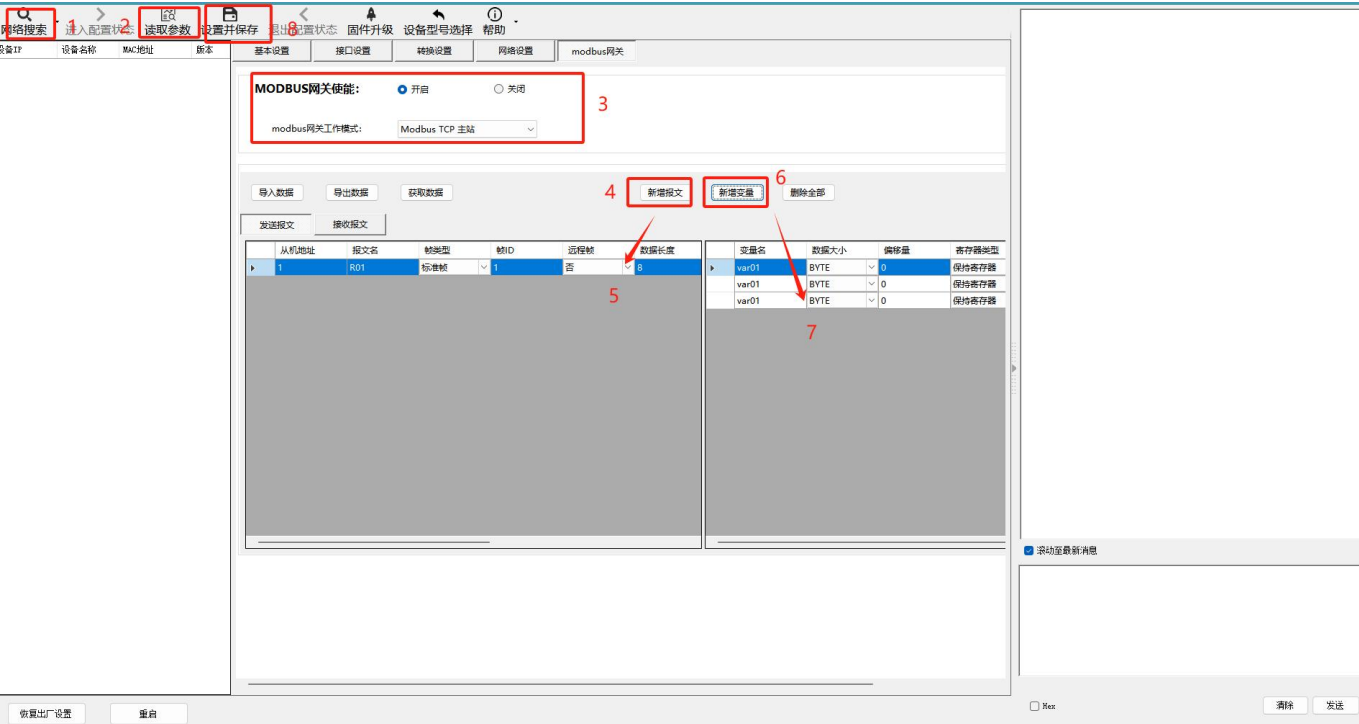 网络搜索 1 进入配置状态 2 读取参数 设置并保存 8 退出配置状态 固件升级 设备型号选择 帮助
设备IP 设备名称 MAC地址 版本
基本设置 接口设置 转换设置 网络设置 modbus网关
MODBUS网关使能: 开启 关闭
3
modbus网关工作模式: Modbus TCP 主站
导入数据 导出数据 获取数据 4 新增报文 新增变量 6 删除全部
发送报文 接收报文
从机地址 报文名 帧类型 帧ID 远程帧 数据长度
1 R01 标准帧 1 否 8
5
变量名 数据大小 偏移量 寄存器类型
var01 BYTE 0 保持寄存器
var01 BYTE 0 保持寄存器
var01 BYTE 0 保持寄存器
7
滚动至最新消息
Hex 清除 发送
恢复出厂设置 重启